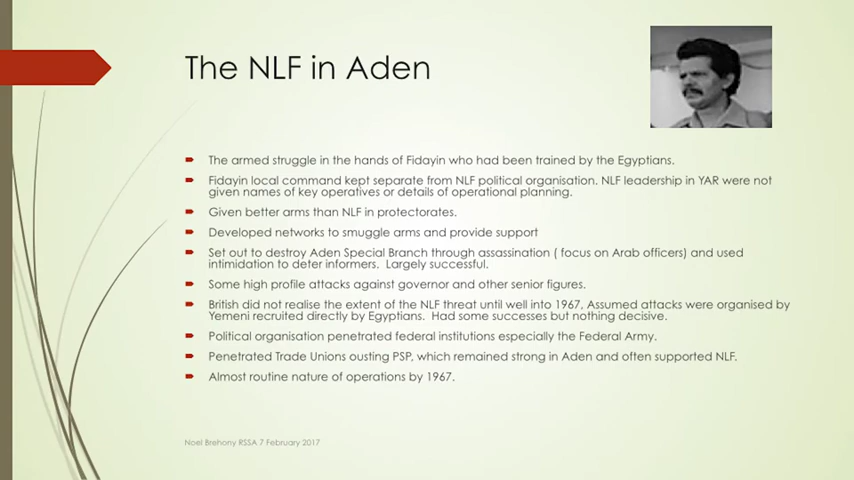 The NLF in Aden
The armed struggle in the hands of Fidayin who had been trained by the Egyptians.
Fidayin local command kept separate from NLF political organisation. NLF leadership in YAR were not
given names of key operatives or details of operational planning.
Given better arms than NLF in protectorates.
Developed networks to smuggle arms and provide support
Set out to destroy Aden Special Branch through assassination ( focus on Arab officers) and used
intimidation to deter informers. Largely successful.
Some high profile attacks against governor and other senior figures.
British did not realise the extent of the NLF threat until well into 1967, Assumed attacks were organised by
Yemeni recruited directly by Egyptians. Had some successes but nothing decisive.
Political organisation penetrated federal institutions especially the Federal Army.
Penetrated Trade Unions ousting PSP, which remained strong in Aden and often supported NLF.
Almost routine nature of operations by 1967.
Noel Brehony RSSA 7 February 2017